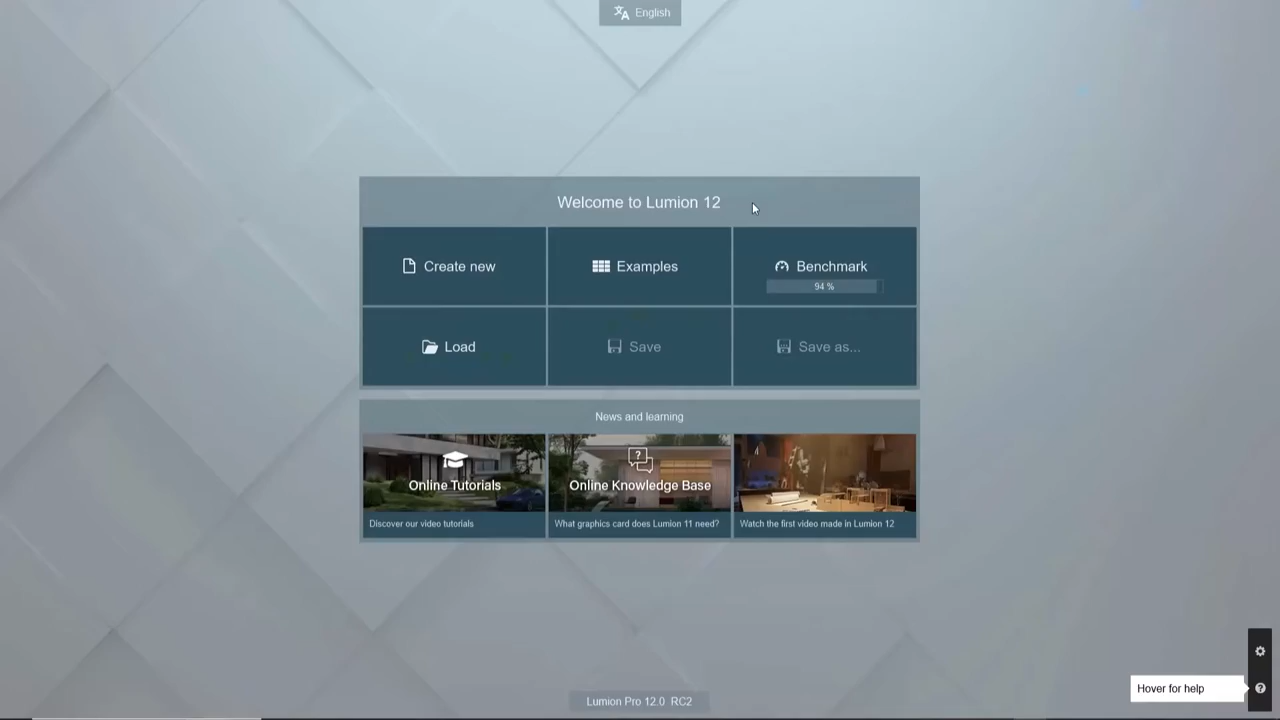 English
Welcome to Lumion 12
Create new
Examples
Benchmark
94 %
Load
Save
Save as...
News and learning
Online Tutorials
Online Knowledge Base
Discover our video tutorials
What graphics card does Lumion 11 need?
Watch the first video made in Lumion 12
Hover for help
Lumion Pro 12.0 RC2